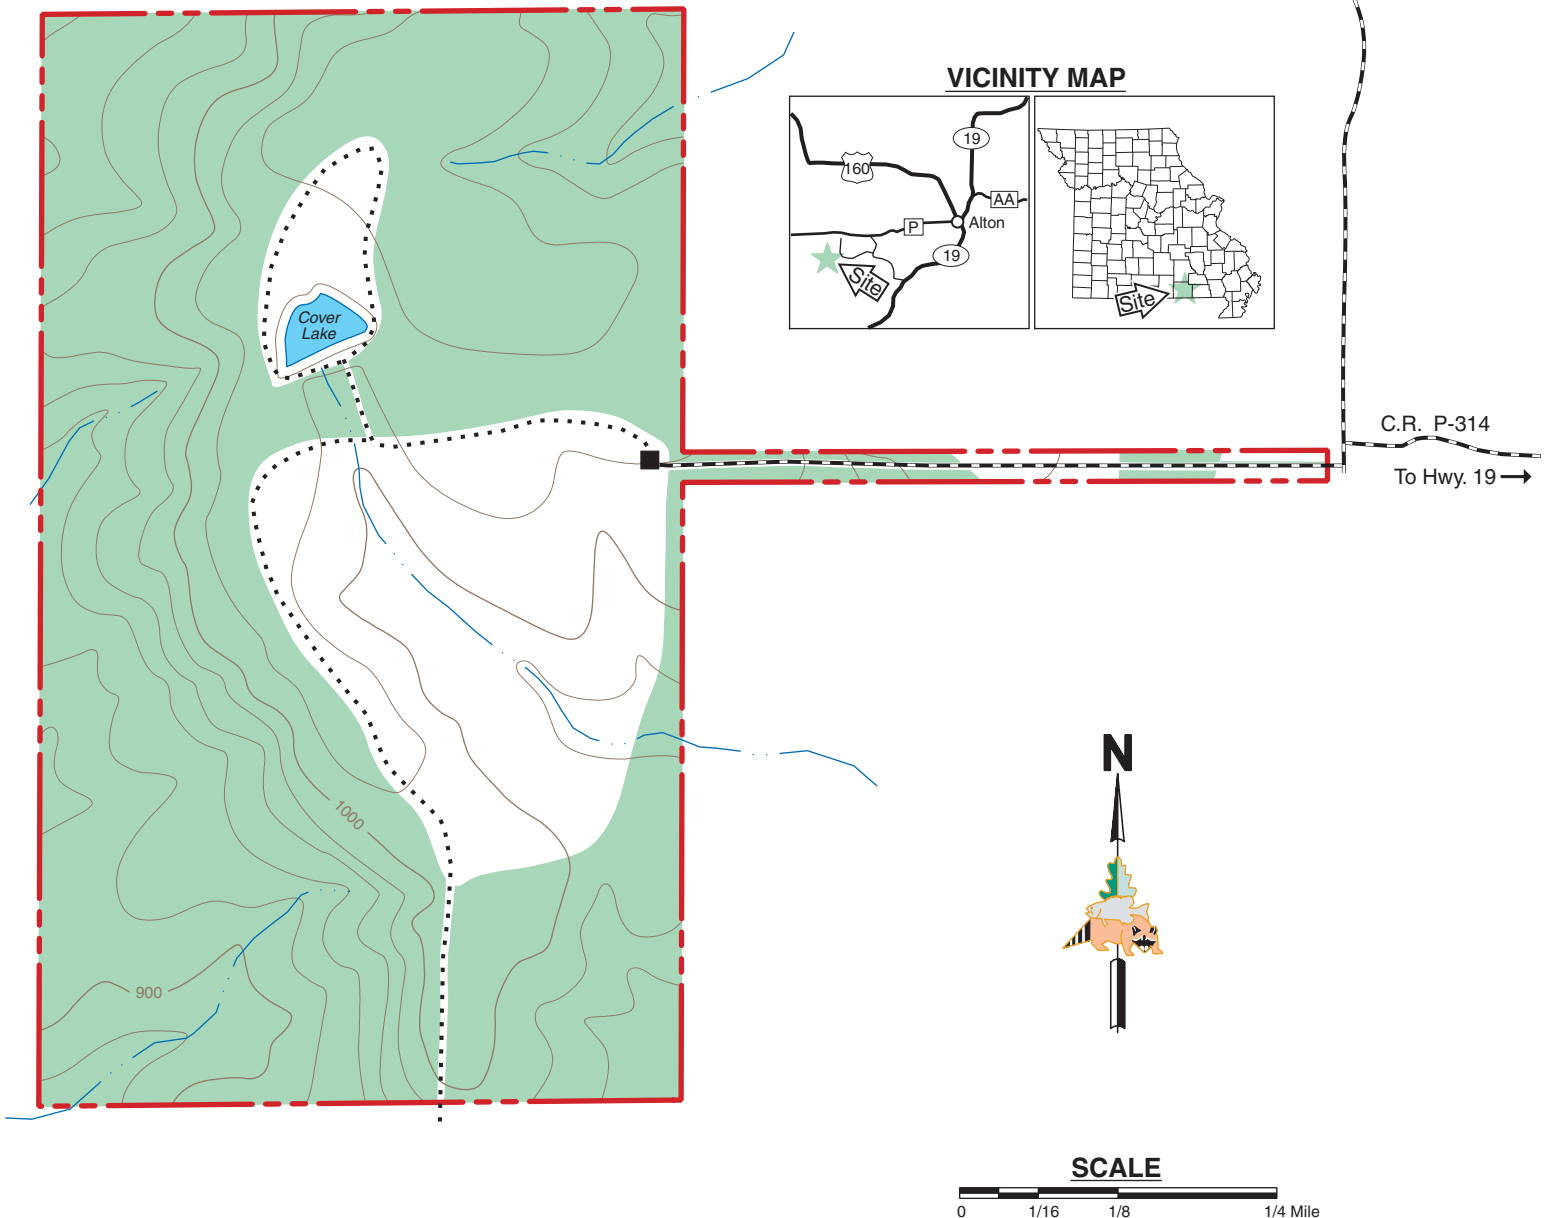 VICINITY MAP
19
160
AA
P
Alton
19
Site
Site
Cover
Lake
C.R. P-314
To Hwy. 19
N
1000
900
SCALE
0 1/16 1/8 1/4 Mile